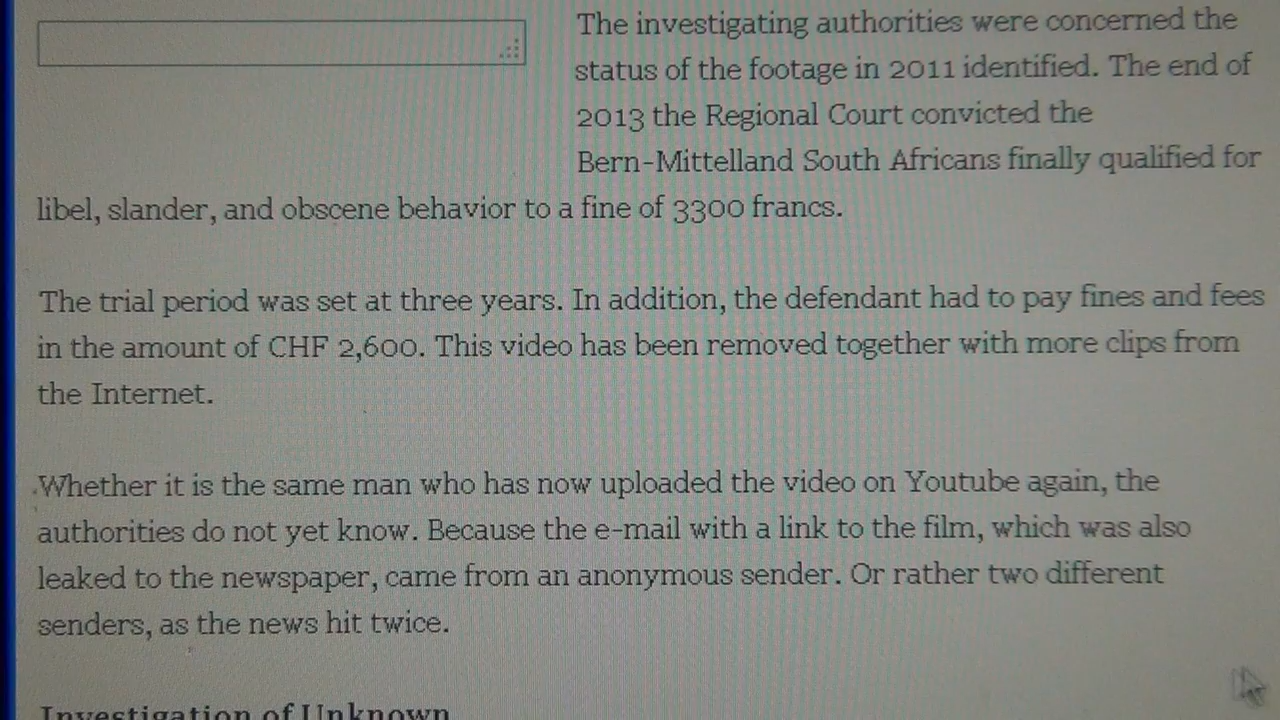 The investigating authorities were concerned the
status of the footage in 2011 identified. The end of
2013 the Regional Court convicted the
Bern-Mittelland South Africans finally qualified for
libel, slander, and obscene behavior to a fine of 3300 francs.
The trial period was set at three years. In addition, the defendant had to pay fines and fees
in the amount of CHF 2,600. This video has been removed together with more clips from
the Internet.
Whether it is the same man who has now uploaded the video on Youtube again, the
authorities do not yet know. Because the e-mail with a link to the film, which was also
leaked to the newspaper, came from an anonymous sender. Or rather two different
senders, as the news hit twice.
Investigation of Unknown